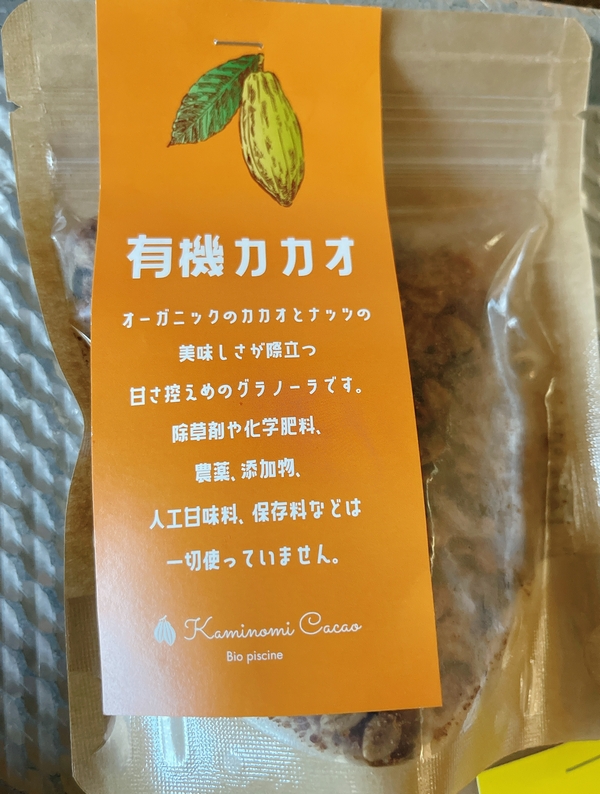 有機カカオ
オーガニックのカカオとナッツの
美味しさが際立つ
甘さ控えめのグラノーラです。
除草剤や化学肥料、
農薬、添加物、
人工甘味料、保存料などは
一切使っていません。
Kaminomi Cacao
Bio piscine